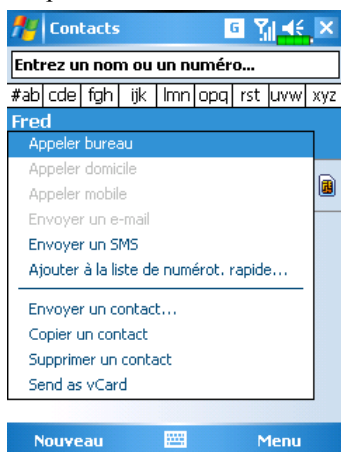 Contacts G
Entrez un nom ou un numéro...
#ab cde fgh ijk lmn opq rst uvw xyz
Fred
Appeler bureau
Appeler domicile
Appeler mobile
Envoyer un e-mail
Envoyer un SMS
Ajouter à la liste de numérot. rapide...
Envoyer un contact...
Copier un contact
Supprimer un contact
Send as vCard
Nouveau Menu